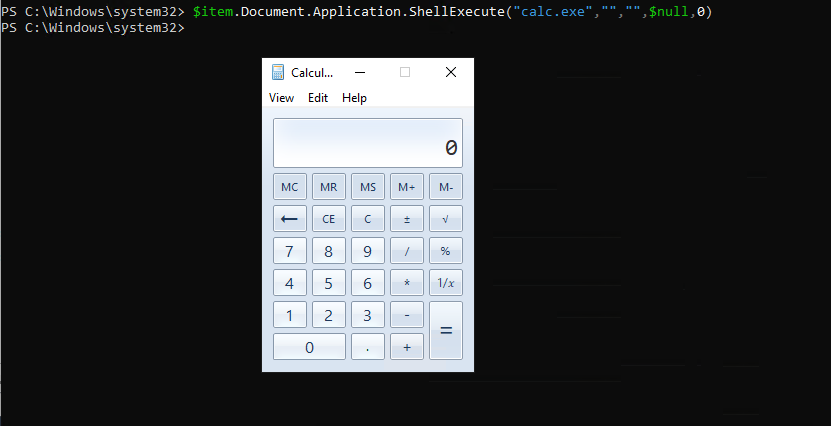 PS C:\Windows\system32> $item.Document.Application.ShellExecute("calc.exe","","",$null,0)
PS C:\Windows\system32>
Calcul...
View Edit Help
0
MC MR MS M+ M-
← CE C ± √
7 8 9 / %
4 5 6 * 1/x
1 2 3 - =
0 . +